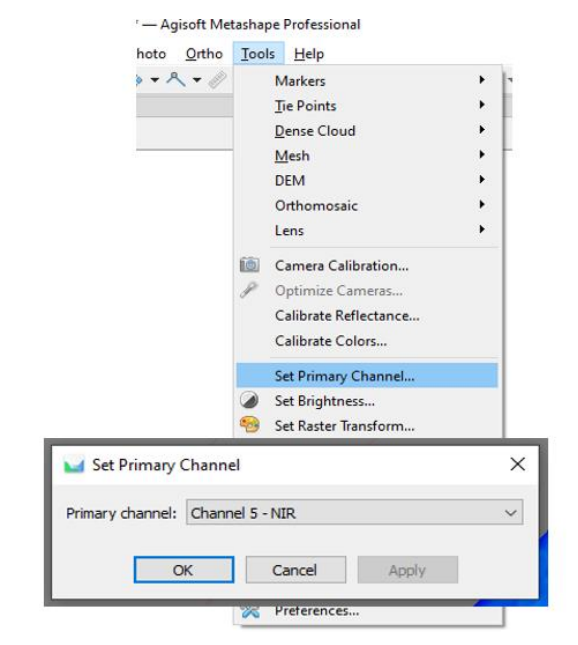 ' — Agisoft Metashape Professional
hoto Ortho Tools Help
Markers
Tie Points
Dense Cloud
Mesh
DEM
Orthomosaic
Lens
Camera Calibration...
Optimize Cameras...
Calibrate Reflectance...
Calibrate Colors...
Set Primary Channel...
Set Brightness...
Set Raster Transform...
Set Primary Channel
Primary channel: Channel 5 - NIR
OK Cancel Apply
Preferences...